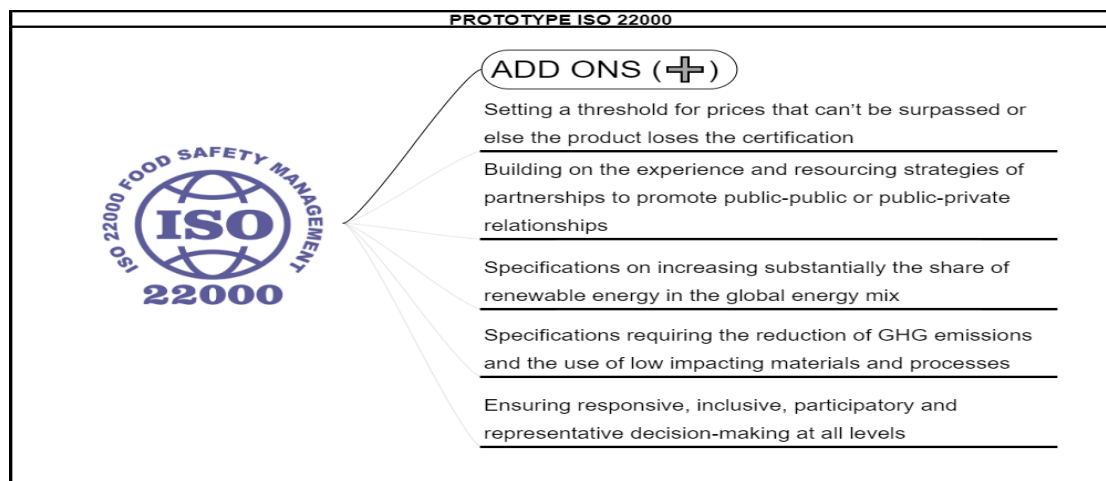 PROTOTYPE ISO 22000
ADD ONS (+)
Setting a threshold for prices that can't be surpassed or
else the product loses the certification
Building on the experience and resourcing strategies of
partnerships to promote public-public or public-private
relationships
Specifications on increasing substantially the share of
renewable energy in the global energy mix
Specifications requiring the reduction of GHG emissions
and the use of low impacting materials and processes
Ensuring responsive, inclusive, participatory and
representative decision-making at all levels
ISO 22000 FOOD SAFETY MANAGEMENT
ISO
22000